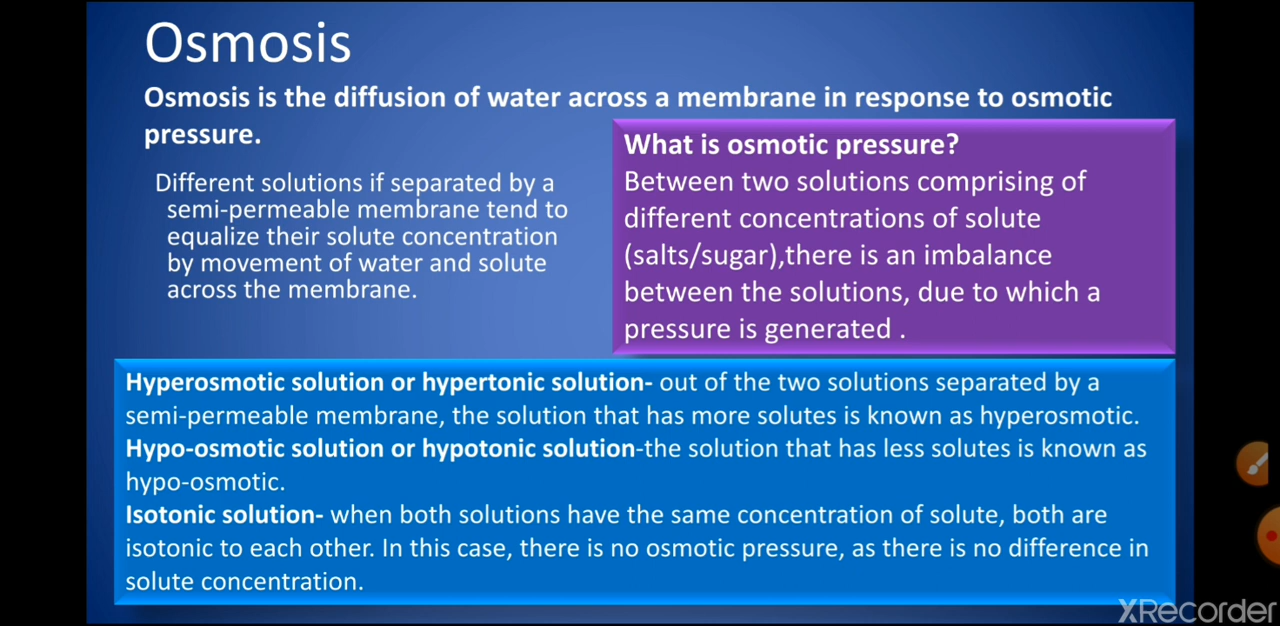 Osmosis
Osmosis is the diffusion of water across a membrane in response to osmotic
pressure.
Different solutions if separated by a
semi-permeable membrane tend to
equalize their solute concentration
by movement of water and solute
across the membrane.
What is osmotic pressure?
Between two solutions comprising of
different concentrations of solute
(salts/sugar),there is an imbalance
between the solutions, due to which a
pressure is generated .
Hyperosmotic solution or hypertonic solution- out of the two solutions separated by a
semi-permeable membrane, the solution that has more solutes is known as hyperosmotic.
Hypo-osmotic solution or hypotonic solution-the solution that has less solutes is known as
hypo-osmotic.
Isotonic solution- when both solutions have the same concentration of solute, both are
isotonic to each other. In this case, there is no osmotic pressure, as there is no difference in
solute concentration.
XRecorder